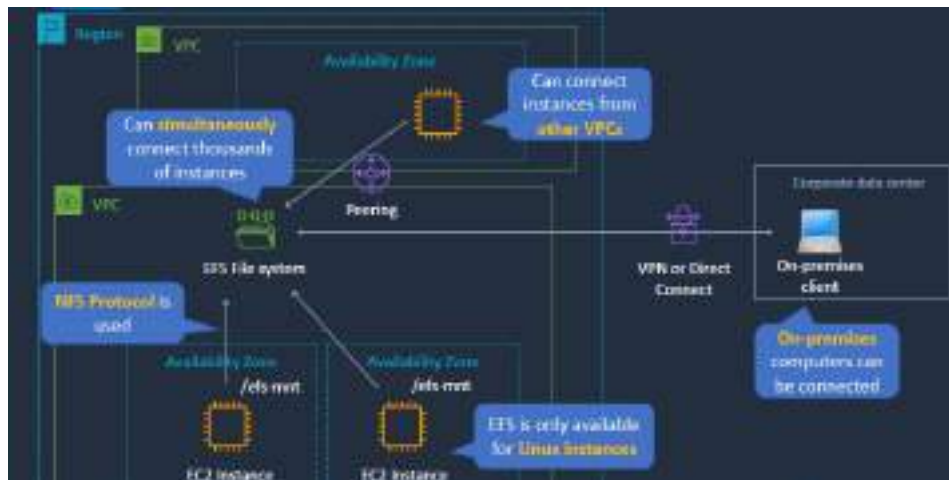 Region
VPC
Availability Zone
Can connect
instances from
other VPCs
Can simultaneously
connect thousands
of instances
VPC
Peering
Corporate data center
EFS File system
VPN or Direct
Connect
On-premises
client
NFS Protocol is
used
On-premises
computers can
be connected
Availability Zone
Availability Zone
/efs-mnt
/efs-mnt
EFS is only available
for Linux Instances
EC2 Instance
EC2 Instance